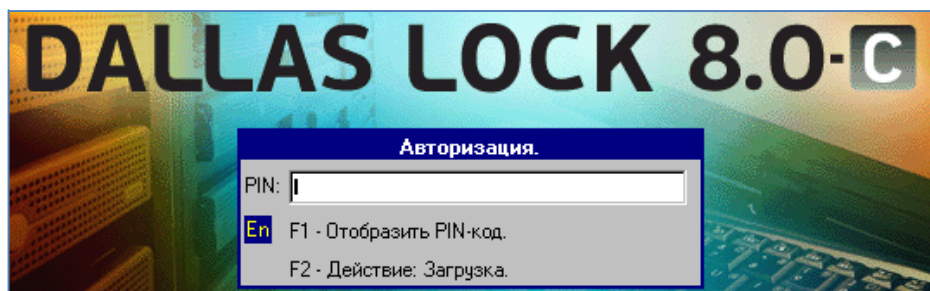 DALLAS LOCK 8.0-C
Авторизация.
PIN:
En F1 - Отобразить PIN-код.
F2 - Действие: Загрузка.